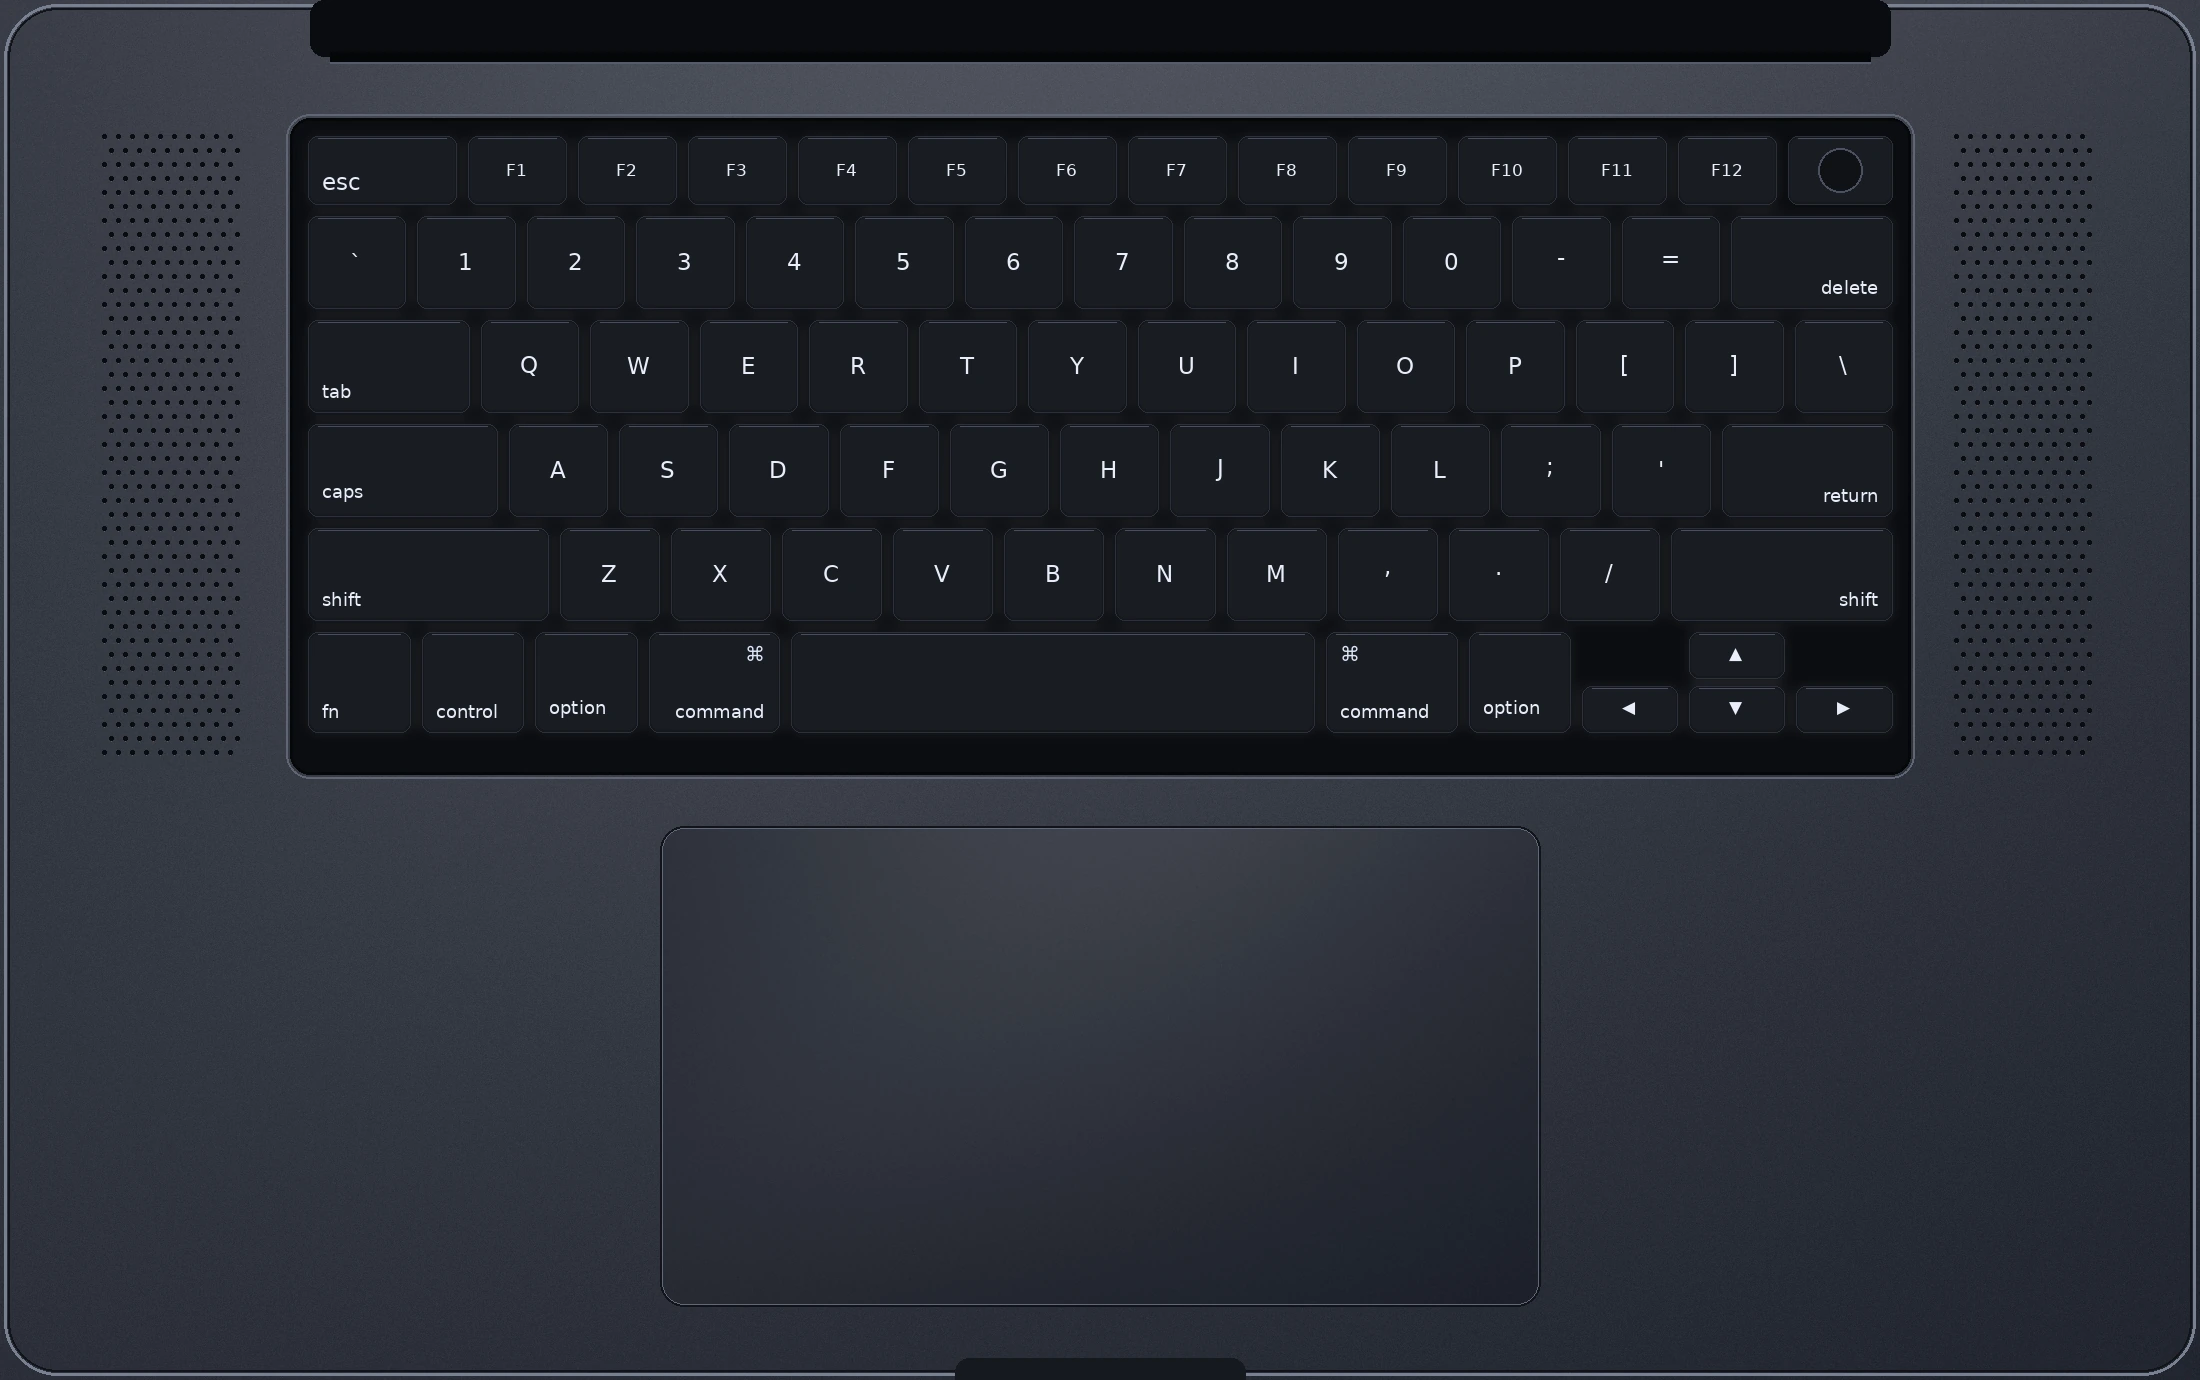 esc F1 F2 F3 F4 F5 F6 F7 F8 F9 F10 F11 F12
` 1 2 3 4 5 6 7 8 9 0 - = delete
tab Q W E R T Y U I O P [ ] \
caps A S D F G H J K L ; ' return
shift Z X C V B N M , . / shift
⌘ ⌘ ▲
fn control option command command option ◀ ▼ ▶